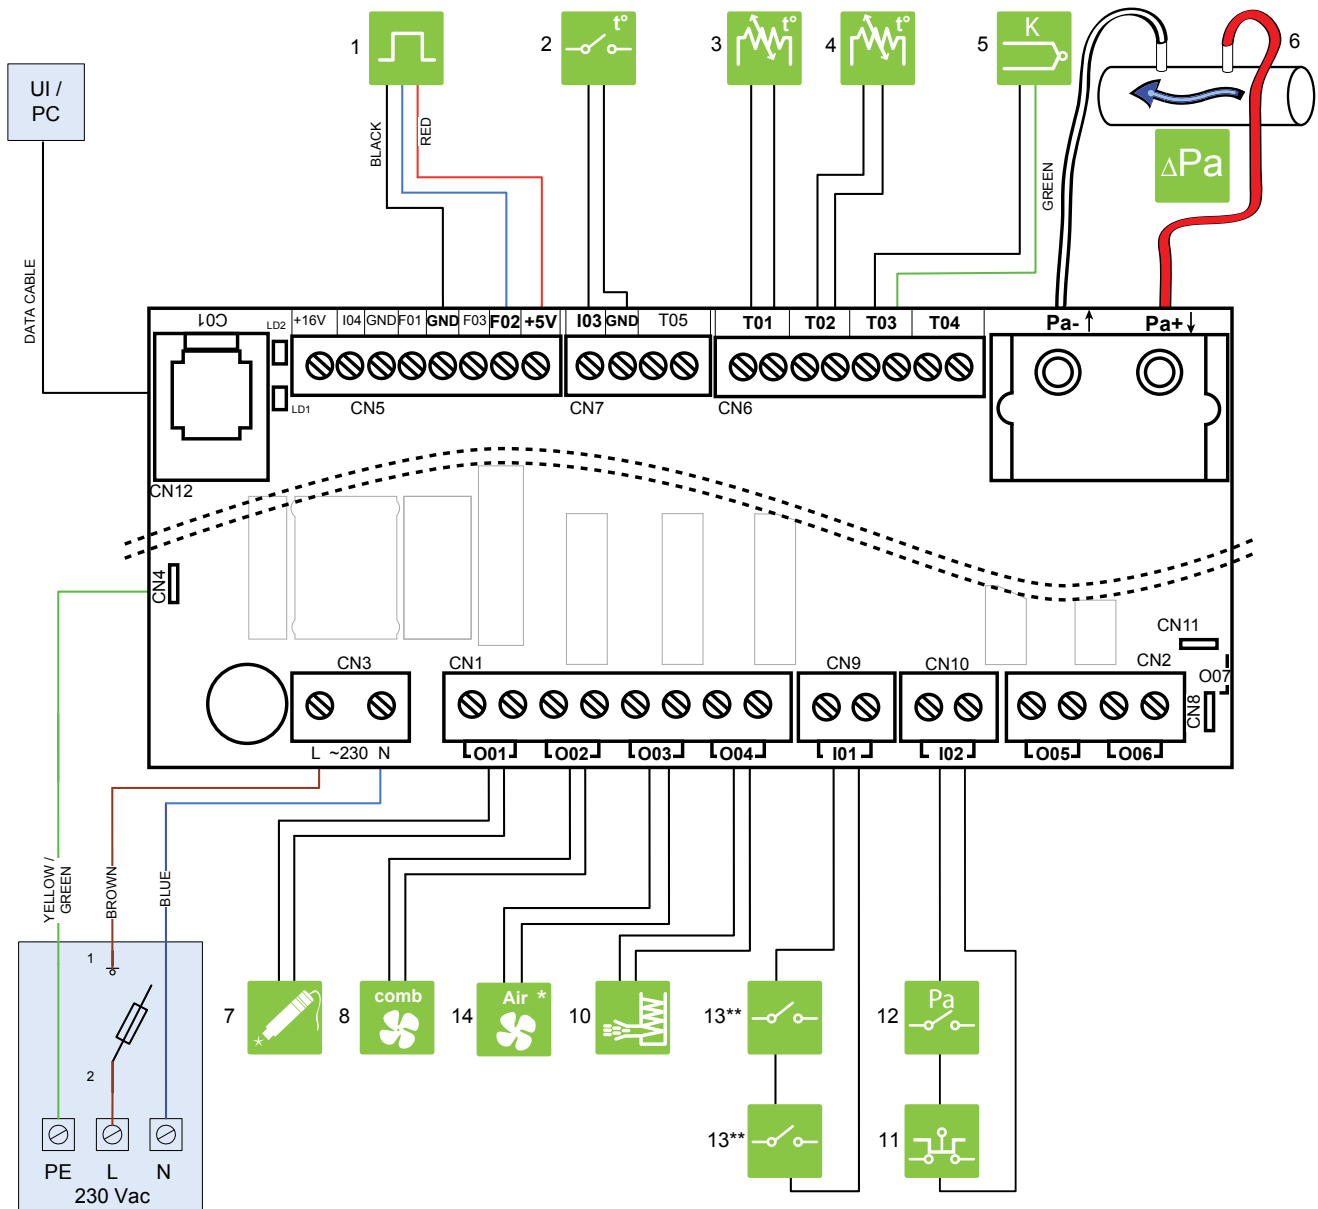 1
2
t°
3
t°
4
t°
5
K
6
UI /
PC
BLACK
RED
GREEN
ΔPa
DATA CABLE
C01
LD2
+16V
I04
GND
F01
GND
F03
F02
+5V
I03
GND
T05
T01
T02
T03
T04
Pa-
Pa+
LD1
CN5
CN7
CN6
CN12
CN4
CN11
CN3
CN1
CN9
CN10
CN2
O07
CN8
L ~230 N
O01
O02
O03
O04
I01
I02
O05
O06
YELLOW /
GREEN
BROWN
BLUE
1
2
7
8
comb
14
Air *
10
13**
12
Pa
13**
11
PE
L
N
230 Vac